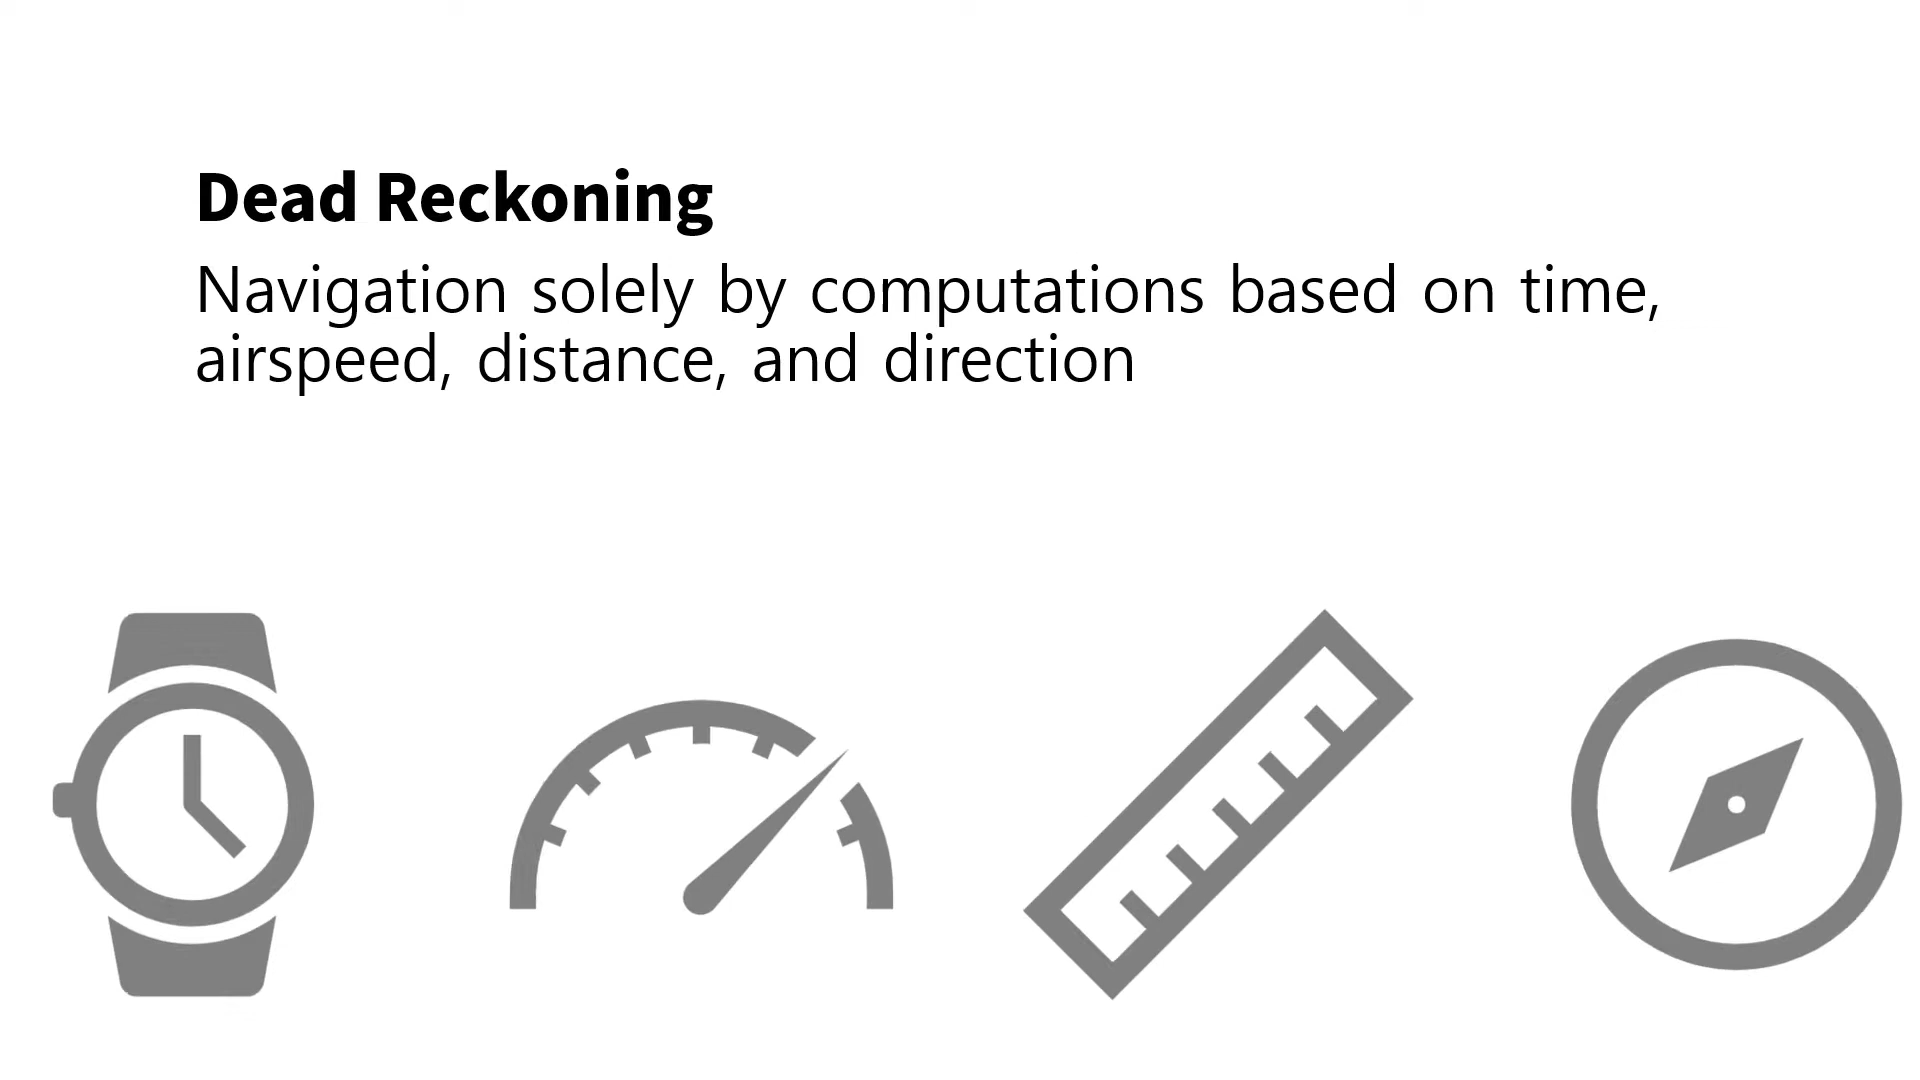 Dead Reckoning
Navigation solely by computations based on time,
airspeed, distance, and direction